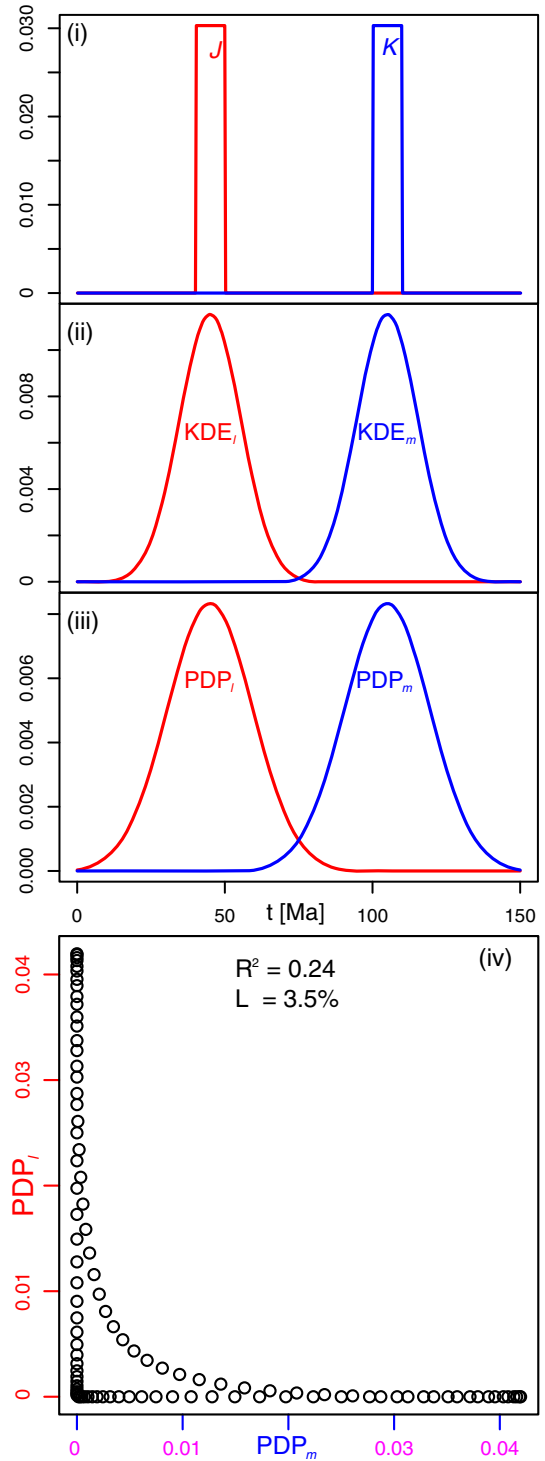 (i)
J
K
0.030
0.020
0.010
0
(ii)
KDE_l
KDE_m
0.008
0.004
0
(iii)
PDP_l
PDP_m
0.006
0.004
0.002
0.000
0 50 t [Ma] 100 150
(iv)
R² = 0.24
L = 3.5%
0.04
0.03
PDP_l
0.01
0
0 0.01 PDP_m 0.03 0.04